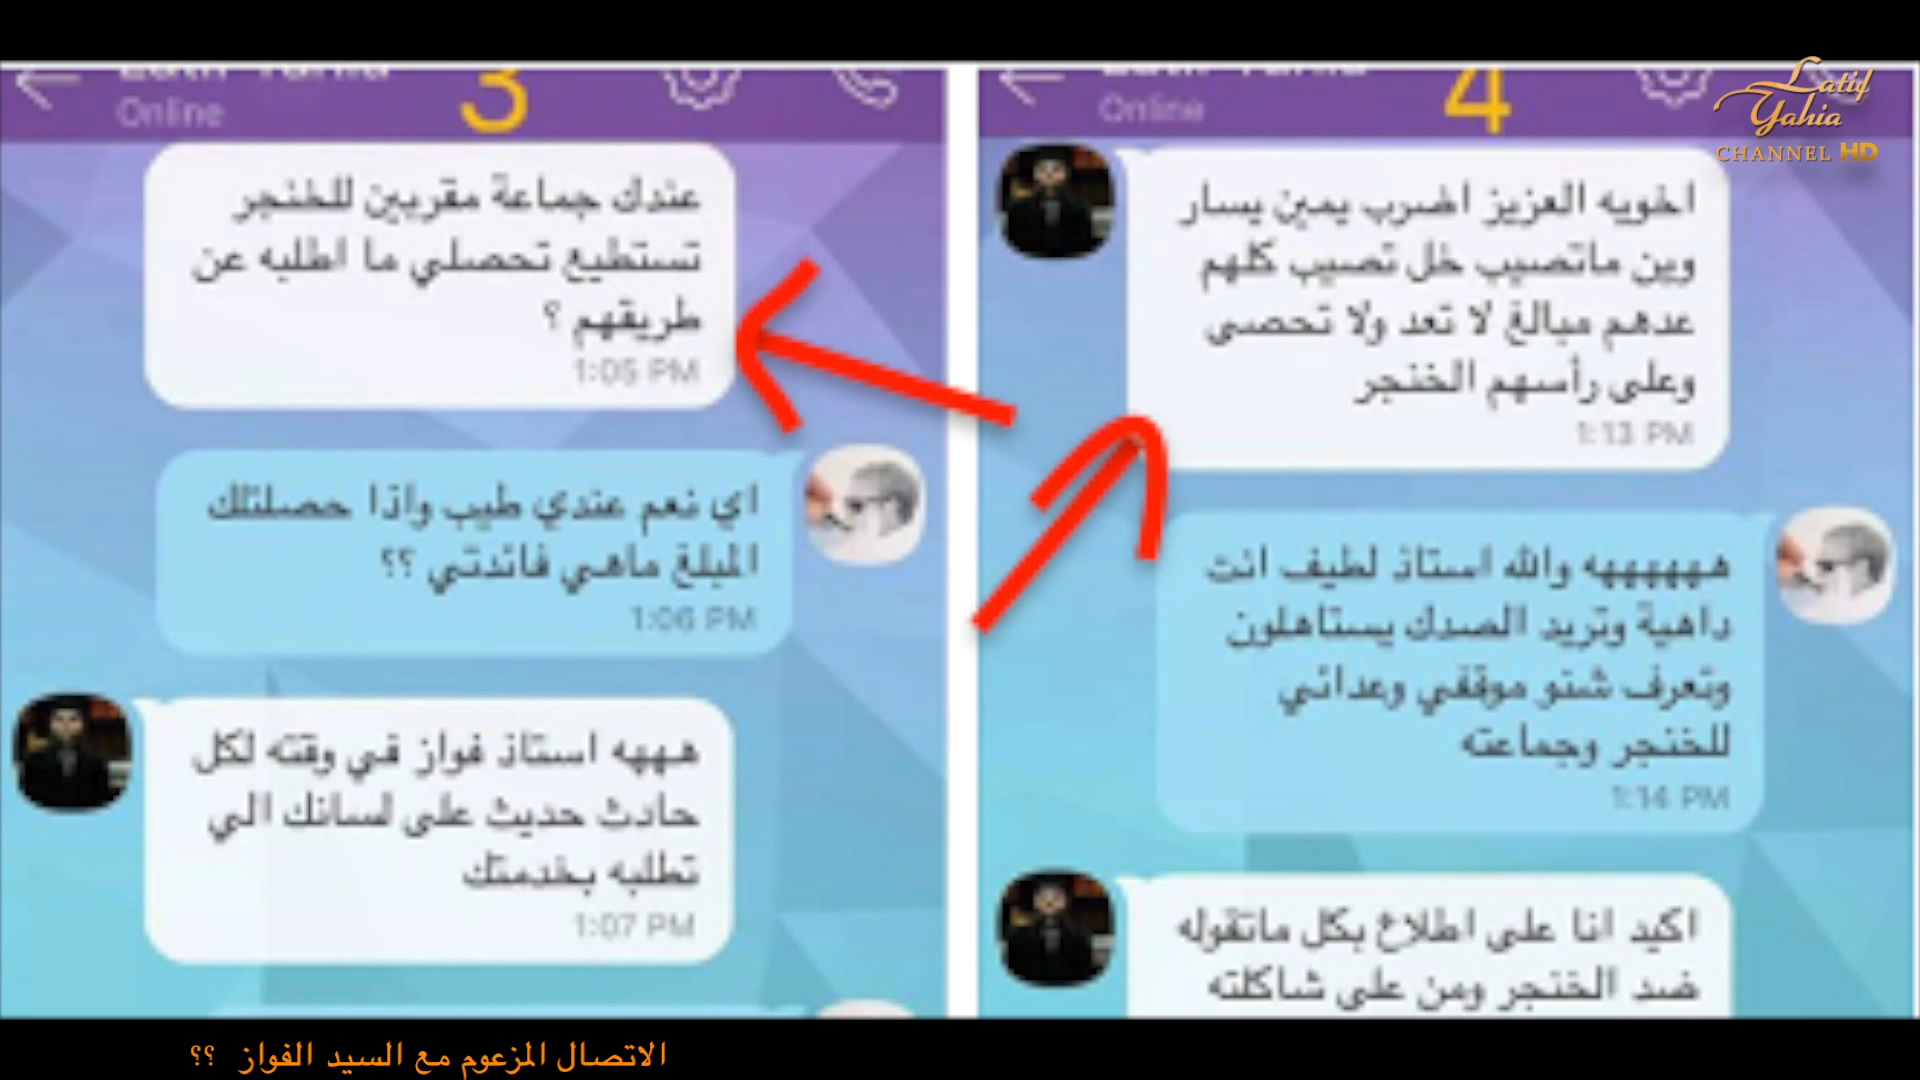 Online
3
عندك جماعة مقربين للخنجر
تستطيع تحصلي ما اطلبه عن
طريقهم ؟
1:05 PM
اي نعم عندي طيب واذا حصلتلك
المبلغ ماهي فائدتي ؟؟
1:06 PM
هههه استاذ فواز في وقته لكل
حادث حديث على لسانك الي
تطلبه بخدمتك
1:07 PM
Online
4
اخويه العزيز اضرب يمين يسار
وين ماتصيب خل تصيب كلهم
عدهم مبالغ لا تعد ولا تحصى
وعلى رأسهم الخنجر
1:13 PM
ههههههه والله استاذ لطيف انت
داهية وتريد الصدك يستاهلون
وتعرف شنو موقفي وعدائي
للخنجر وجماعته
1:14 PM
اكيد انا على اطلاع بكل ماتقوله
ضد الخنجر ومن على شاكلته
Latif
Yahia
CHANNEL HD
الاتصال المزعوم مع السيد الفواز ؟؟